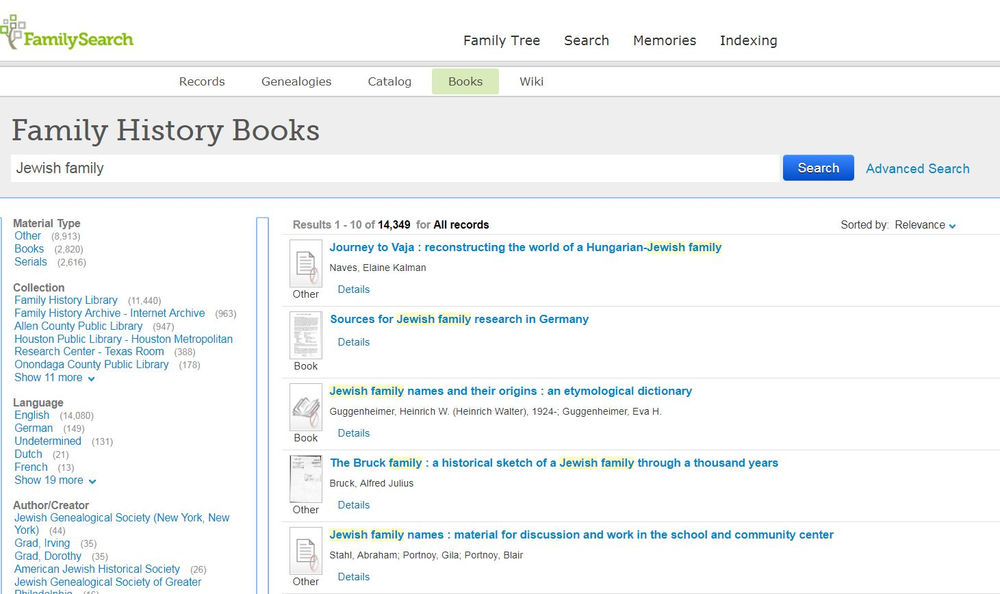 FamilySearch
Family Tree Search Memories Indexing
Records Genealogies Catalog Books Wiki
Family History Books
Jewish family
Search
Advanced Search
Material Type
Other (8,913)
Books (2,820)
Serials (2,616)
Collection
Family History Library (11,440)
Family History Archive - Internet Archive (963)
Allen County Public Library (947)
Houston Public Library - Houston Metropolitan
Research Center - Texas Room (388)
Onondaga County Public Library (178)
Show 11 more
Language
English (14,080)
German (149)
Undetermined (131)
Dutch (21)
French (13)
Show 19 more
Author/Creator
Jewish Genealogical Society (New York, New
York) (44)
Grad, Irving (35)
Grad, Dorothy (35)
American Jewish Historical Society (26)
Jewish Genealogical Society of Greater
Philadelphia (16)
Results 1 - 10 of 14,349 for All records
Sorted by: Relevance
Journey to Vaja : reconstructing the world of a Hungarian-Jewish family
Naves, Elaine Kalman
Details
Other
Sources for Jewish family research in Germany
Details
Book
Jewish family names and their origins : an etymological dictionary
Guggenheimer, Heinrich W. (Heinrich Walter), 1924-; Guggenheimer, Eva H.
Details
Book
The Bruck family : a historical sketch of a Jewish family through a thousand years
Bruck, Alfred Julius
Details
Other
Jewish family names : material for discussion and work in the school and community center
Stahl, Abraham; Portnoy, Gila; Portnoy, Blair
Details
Other